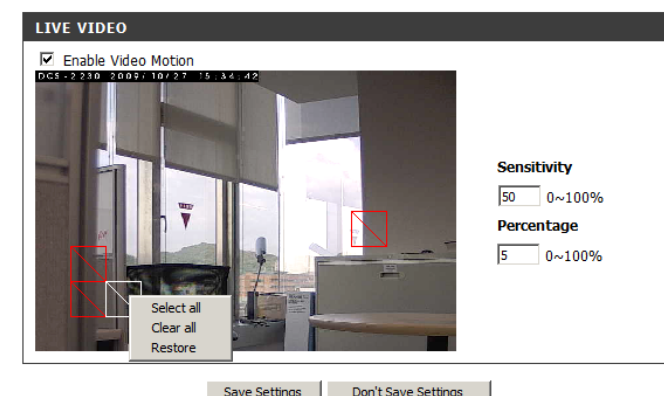 LIVE VIDEO
Enable Video Motion
DCS-2230 2009/10/27 15:34:42
Sensitivity
50 0~100%
Percentage
5 0~100%
Select all
Clear all
Restore
Save Settings Don't Save Settings